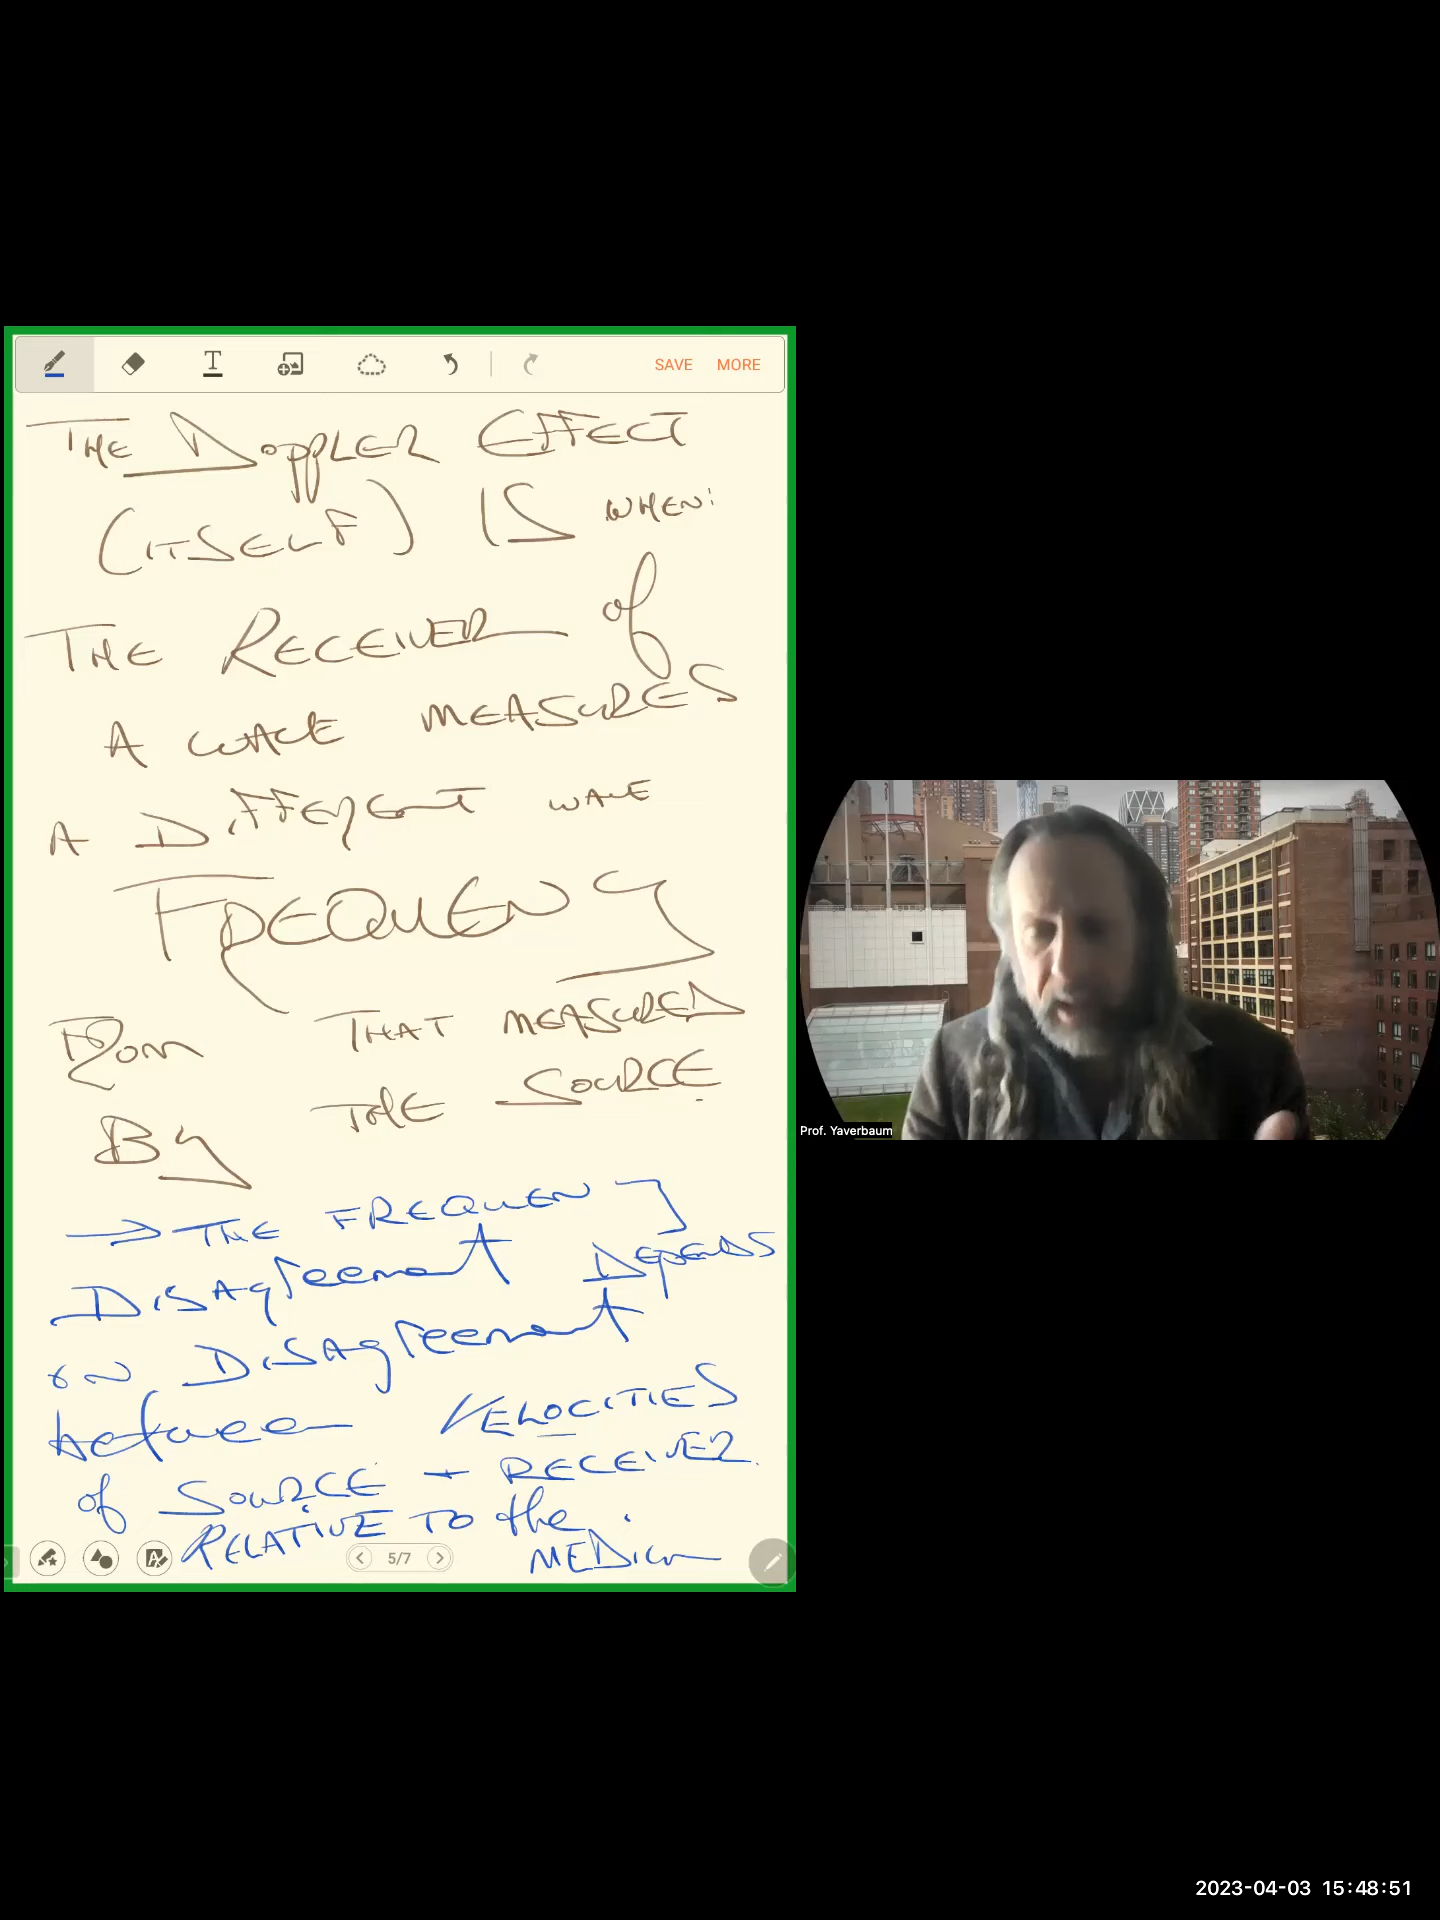 SAVE MORE
THE DOPPLER EFFECT
(ITSELF) IS WHEN:
THE RECEIVER of
A WAVE MEASURES
A DIFFERENT WAVE
FREQUENCY
FROM THAT MEASURED
BY THE SOURCE.
→ THE FREQUENCY
DISAgreement DEPENDS
ON DISAgreement
between VELOCITIES
of SOURCE + RECEIVER.
RELATIVE TO the
MEDIUM
5/7
Prof. Yaverbaum
2023-04-03 15:48:51